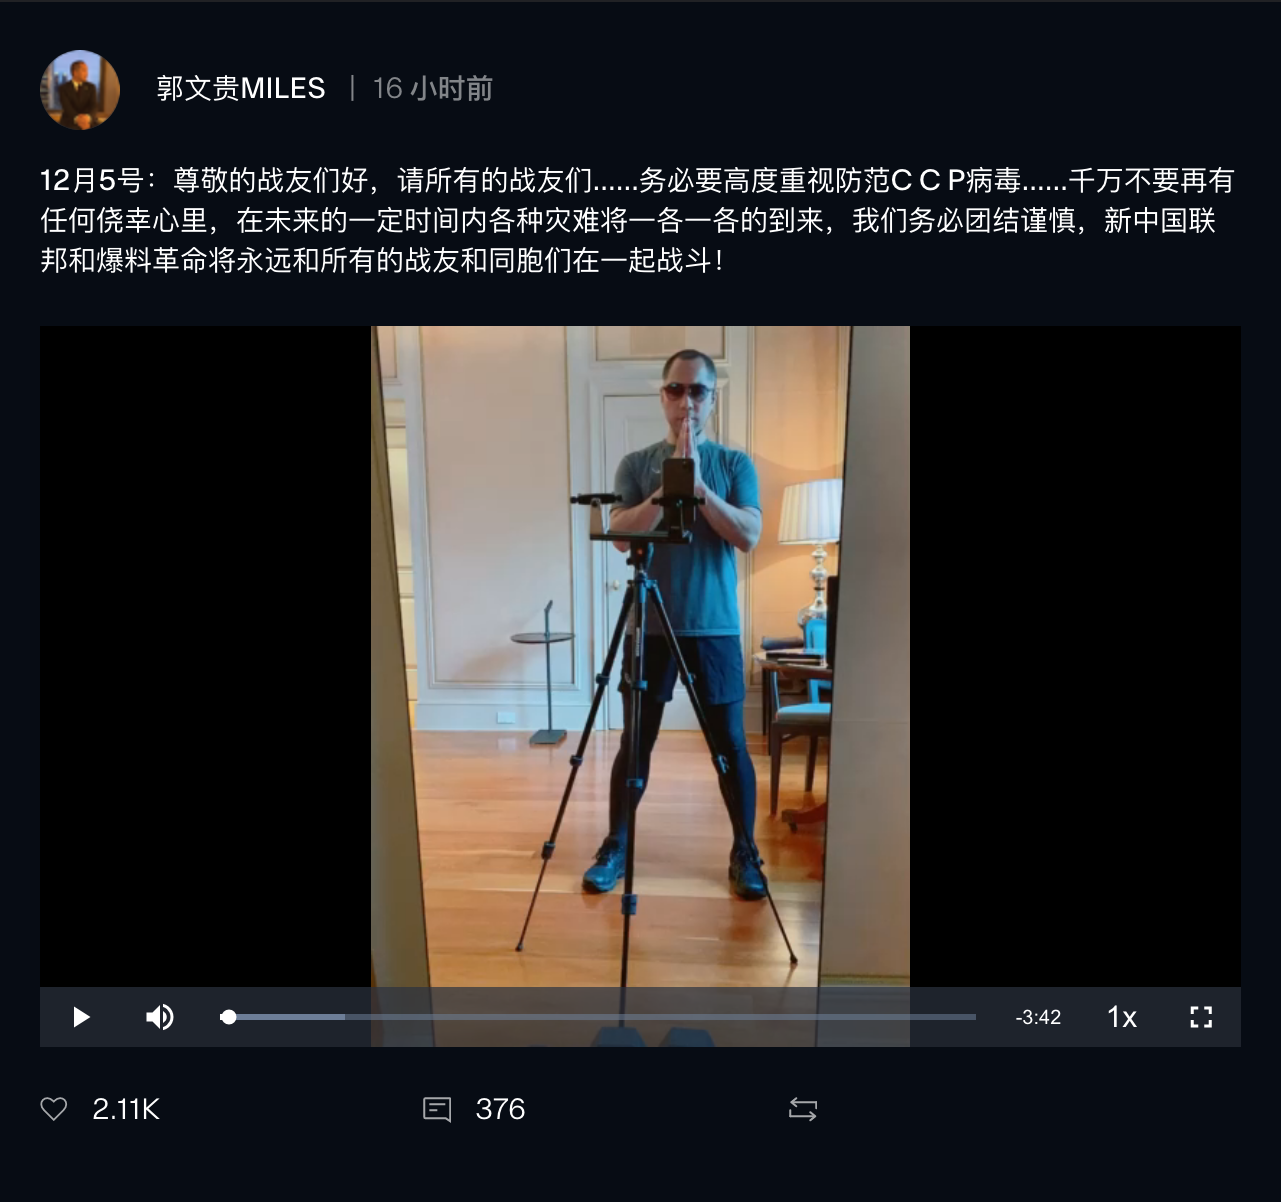 郭文贵MILES | 16 小时前
12月5号：尊敬的战友们好，请所有的战友们……务必要高度重视防范C C P病毒……千万不要再有
任何侥幸心里，在未来的一定时间内各种灾难将一各一各的到来，我们务必团结谨慎，新中国联
邦和爆料革命将永远和所有的战友和同胞们在一起战斗！
-3:42 1x
2.11K 376